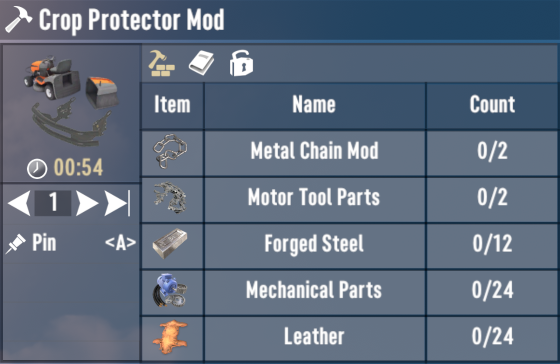 Crop Protector Mod
00:54
1
Pin <A>
Item Name Count
Metal Chain Mod 0/2
Motor Tool Parts 0/2
Forged Steel 0/12
Mechanical Parts 0/24
Leather 0/24